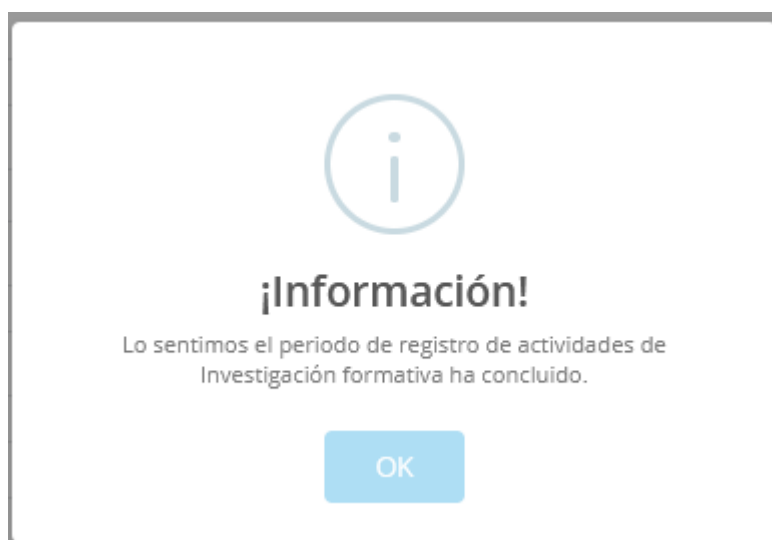 ¡Información!
Lo sentimos el periodo de registro de actividades de
Investigación formativa ha concluido.
OK